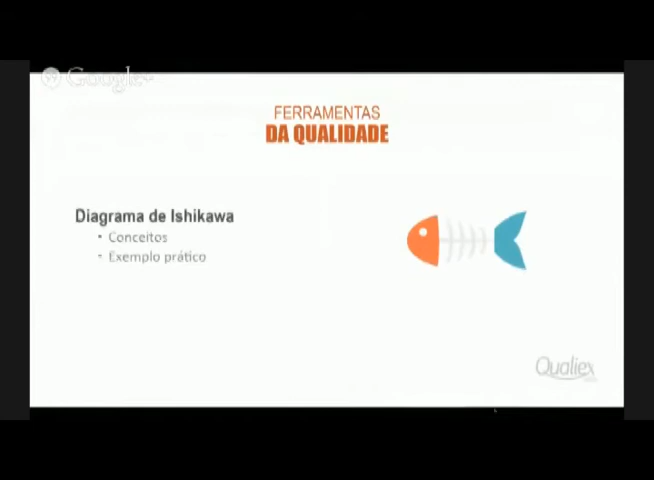 Google+
FERRAMENTAS
DA QUALIDADE
Diagrama de Ishikawa
• Conceitos
• Exemplo prático
Qualiex